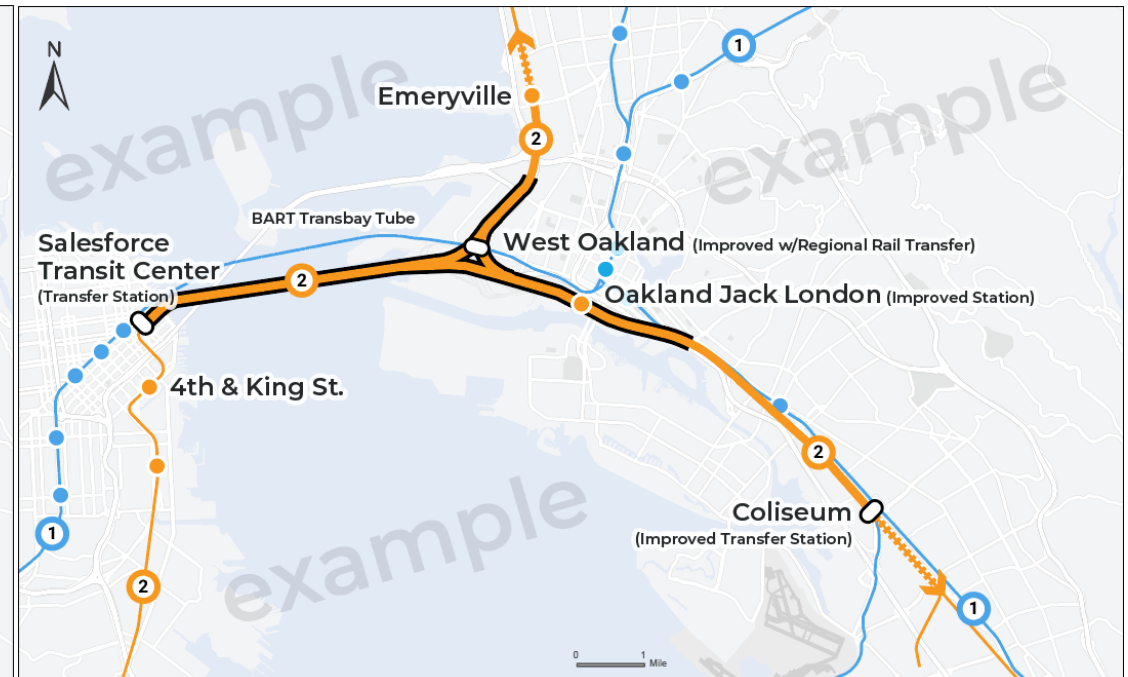 N
1
example
example
Emeryville
2
BART Transbay Tube
Salesforce
Transit Center
(Transfer Station)
West Oakland (Improved w/Regional Rail Transfer)
2
Oakland Jack London (Improved Station)
4th & King St.
2
example
Coliseum
(Improved Transfer Station)
1
2
1
0 1
Mile